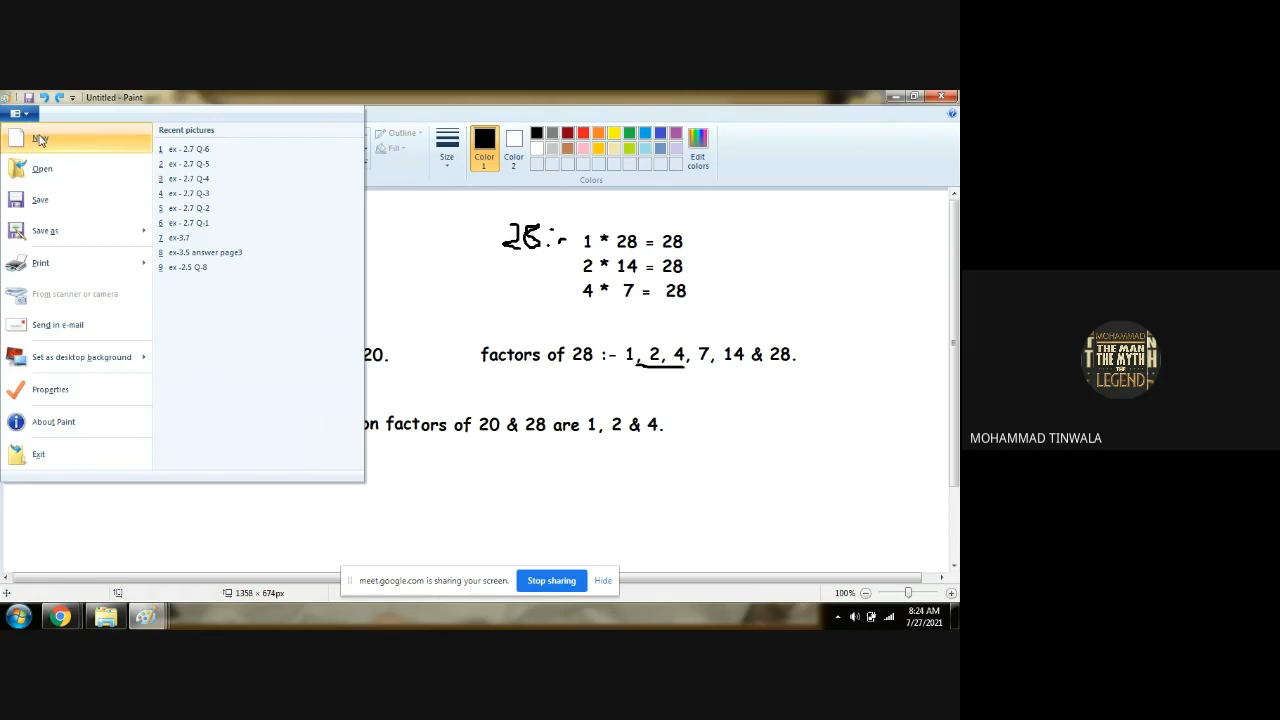 Untitled - Paint
New
Open
Save
Save as
Print
From scanner or camera
Send in e-mail
Set as desktop background
Properties
About Paint
Exit
Recent pictures
1 ex - 2.7 Q-6
2 ex - 2.7 Q-5
3 ex - 2.7 Q-4
4 ex - 2.7 Q-3
5 ex - 2.7 Q-2
6 ex - 2.7 Q-1
7 ex-3.7
8 ex-3.5 answer page3
9 ex -2.5 Q-8
Outline
Fill
Size
Color 1
Color 2
Edit colors
Colors
28 :- 1 * 28 = 28
2 * 14 = 28
4 * 7 = 28
20. factors of 28 :- 1, 2, 4, 7, 14 & 28.
on factors of 20 & 28 are 1, 2 & 4.
meet.google.com is sharing your screen. Stop sharing Hide
1358 × 674px
100%
8:24 AM
7/27/2021
MOHAMMAD
THE MAN
THE MYTH
THE
LEGEND
MOHAMMAD TINWALA